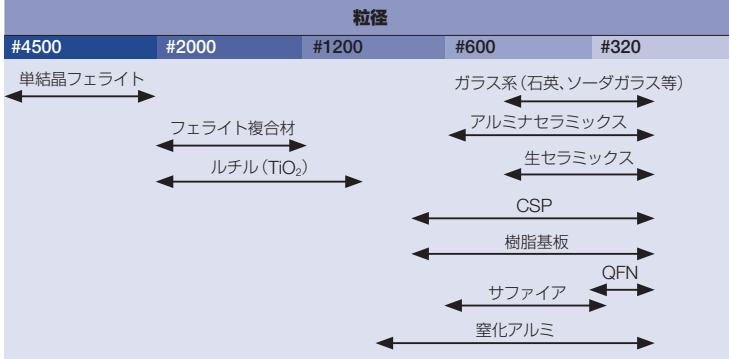 粒径
#4500 #2000 #1200 #600 #320
単結晶フェライト
ガラス系(石英、ソーダガラス等)
フェライト複合材
アルミナセラミックス
ルチル(TiO₂)
生セラミックス
CSP
樹脂基板
QFN
サファイア
窒化アルミ